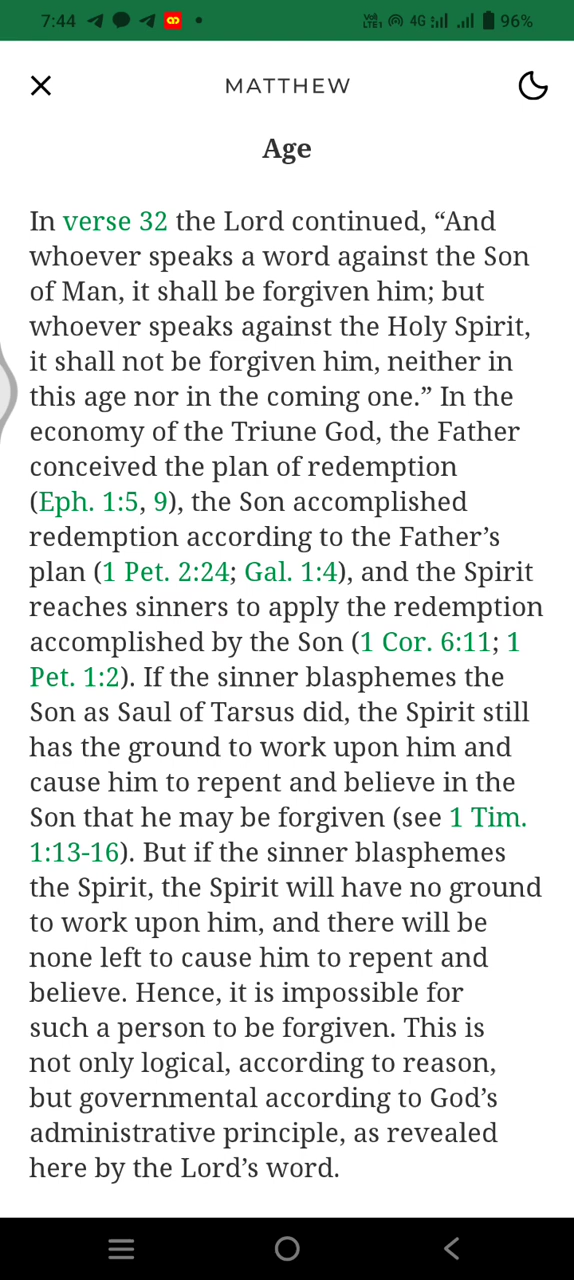 7:44
4G
96%
MATTHEW
Age
In verse 32 the Lord continued, “And
whoever speaks a word against the Son
of Man, it shall be forgiven him; but
whoever speaks against the Holy Spirit,
it shall not be forgiven him, neither in
this age nor in the coming one.” In the
economy of the Triune God, the Father
conceived the plan of redemption
(Eph. 1:5, 9), the Son accomplished
redemption according to the Father’s
plan (1 Pet. 2:24; Gal. 1:4), and the Spirit
reaches sinners to apply the redemption
accomplished by the Son (1 Cor. 6:11; 1
Pet. 1:2). If the sinner blasphemes the
Son as Saul of Tarsus did, the Spirit still
has the ground to work upon him and
cause him to repent and believe in the
Son that he may be forgiven (see 1 Tim.
1:13-16). But if the sinner blasphemes
the Spirit, the Spirit will have no ground
to work upon him, and there will be
none left to cause him to repent and
believe. Hence, it is impossible for
such a person to be forgiven. This is
not only logical, according to reason,
but governmental according to God’s
administrative principle, as revealed
here by the Lord’s word.